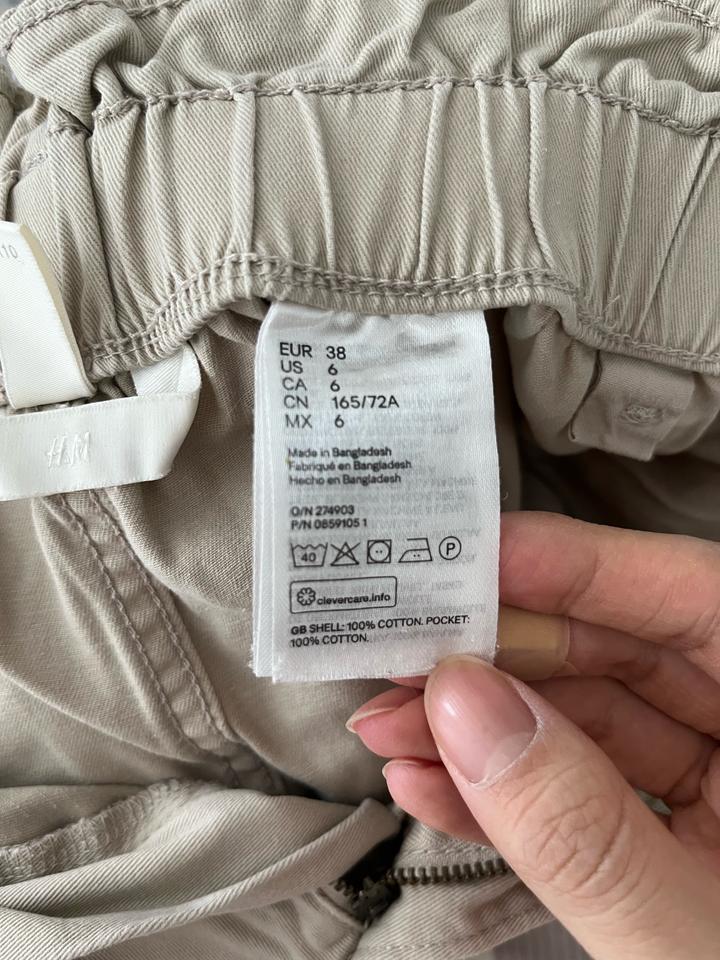 EUR 38
US 6
CA 6
CN 165/72A
MX 6
Made in Bangladesh
Fabriqué en Bangladesh
Hecho en Bangladesh
O/N 274903
P/N 0859105 1
40
P
clevercare.info
GB SHELL: 100% COTTON. POCKET:
100% COTTON.